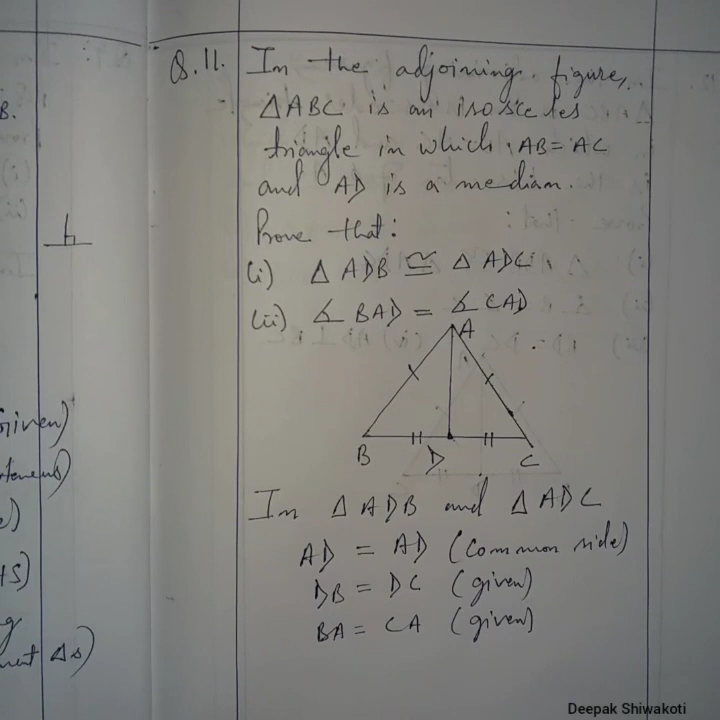 B.
Q.11. In the adjoining figure,
△ABC is an isosceles
triangle in which AB = AC
and AD is a median.
Prove that:
(i) △ ADB ≅ △ ADC
(ii) ∡ BAD = ∡ CAD
A
B D C
In △ ADB and △ ADC
AD = AD (Common side)
DB = DC (given)
BA = CA (given)
Deepak Shiwakoti